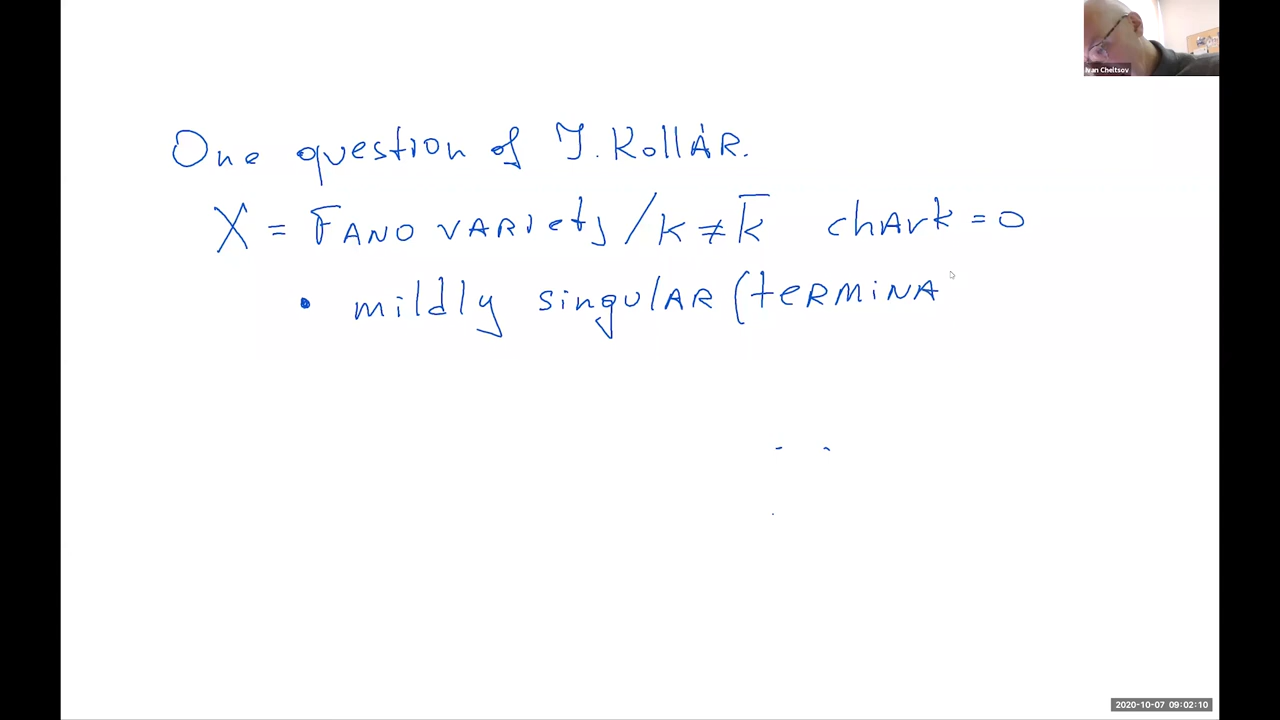 Ivan Cheltsov
One question of J. Kollár.
X = Fano variety / k ≠ k̄ char k = 0
• mildly singular (termina
2020-10-07 09:02:10